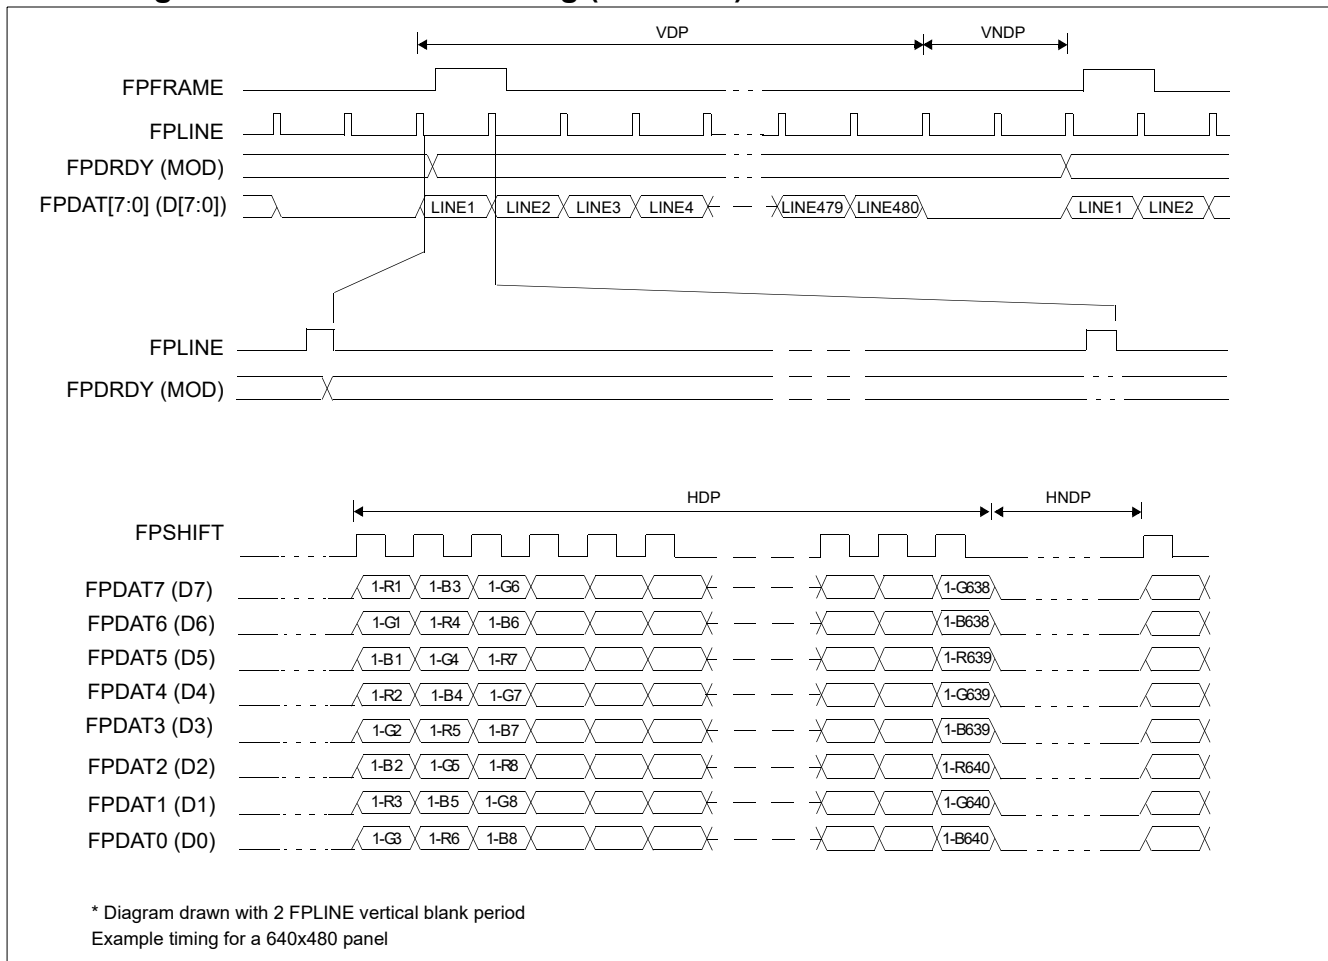 VDP VNDP
FPFRAME
FPLINE
FPDRDY (MOD)
FPDAT[7:0] (D[7:0]) LINE1 LINE2 LINE3 LINE4 LINE479 LINE480 LINE1 LINE2
FPLINE
FPDRDY (MOD)
HDP HNDP
FPSHIFT
FPDAT7 (D7) 1-R1 1-B3 1-G6 1-G638
FPDAT6 (D6) 1-G1 1-R4 1-B6 1-B638
FPDAT5 (D5) 1-B1 1-G4 1-R7 1-R639
FPDAT4 (D4) 1-R2 1-B4 1-G7 1-G639
FPDAT3 (D3) 1-G2 1-R5 1-B7 1-B639
FPDAT2 (D2) 1-B2 1-G5 1-R8 1-R640
FPDAT1 (D1) 1-R3 1-B5 1-G8 1-G640
FPDAT0 (D0) 1-G3 1-R6 1-B8 1-B640
* Diagram drawn with 2 FPLINE vertical blank period
Example timing for a 640x480 panel